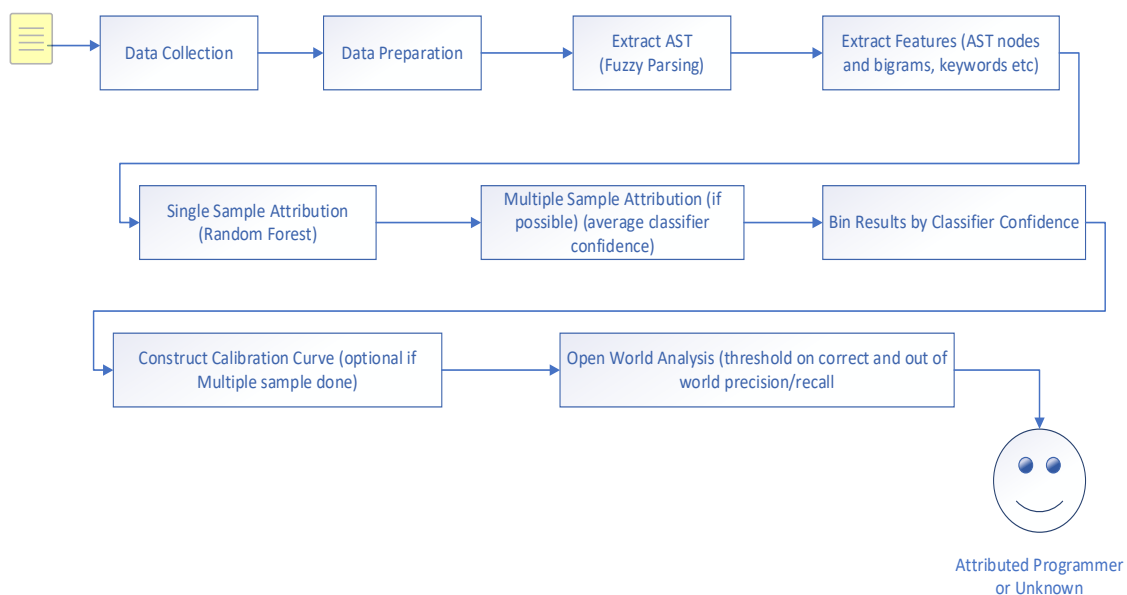 Data Collection
Data Preparation
Extract AST
(Fuzzy Parsing)
Extract Features (AST nodes
and bigrams, keywords etc)
Single Sample Attribution
(Random Forest)
Multiple Sample Attribution (if
possible) (average classifier
confidence)
Bin Results by Classifier Confidence
Construct Calibration Curve (optional if
Multiple sample done)
Open World Analysis (threshold on correct and out of
world precision/recall
Attributed Programmer
or Unknown